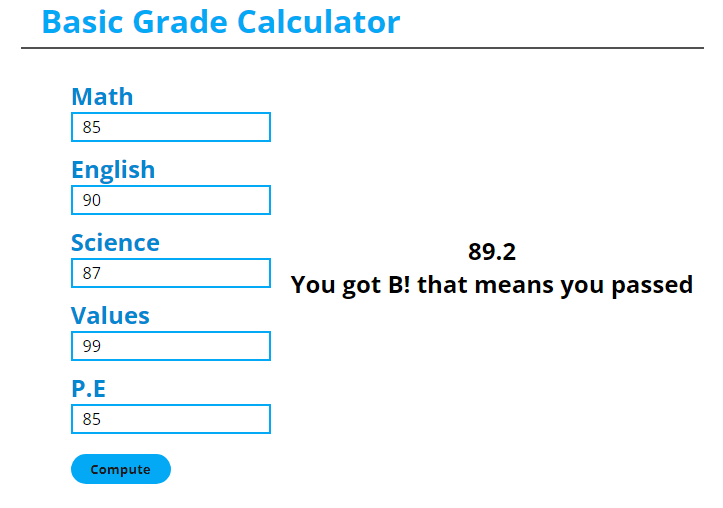 Basic Grade Calculator
Math
85
English
90
Science
87
Values
99
P.E
85
Compute
89.2
You got B! that means you passed